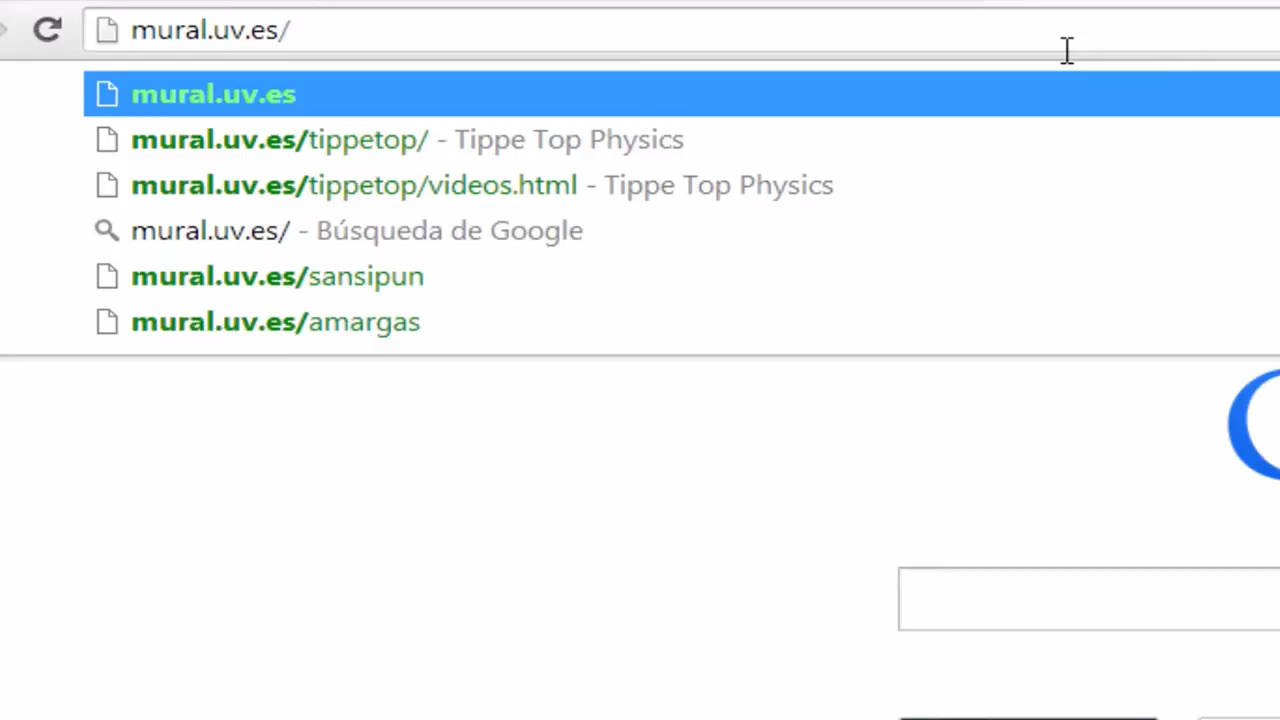 mural.uv.es/
mural.uv.es
mural.uv.es/tippetop/ - Tippe Top Physics
mural.uv.es/tippetop/videos.html - Tippe Top Physics
mural.uv.es/ - Búsqueda de Google
mural.uv.es/sansipun
mural.uv.es/amargas